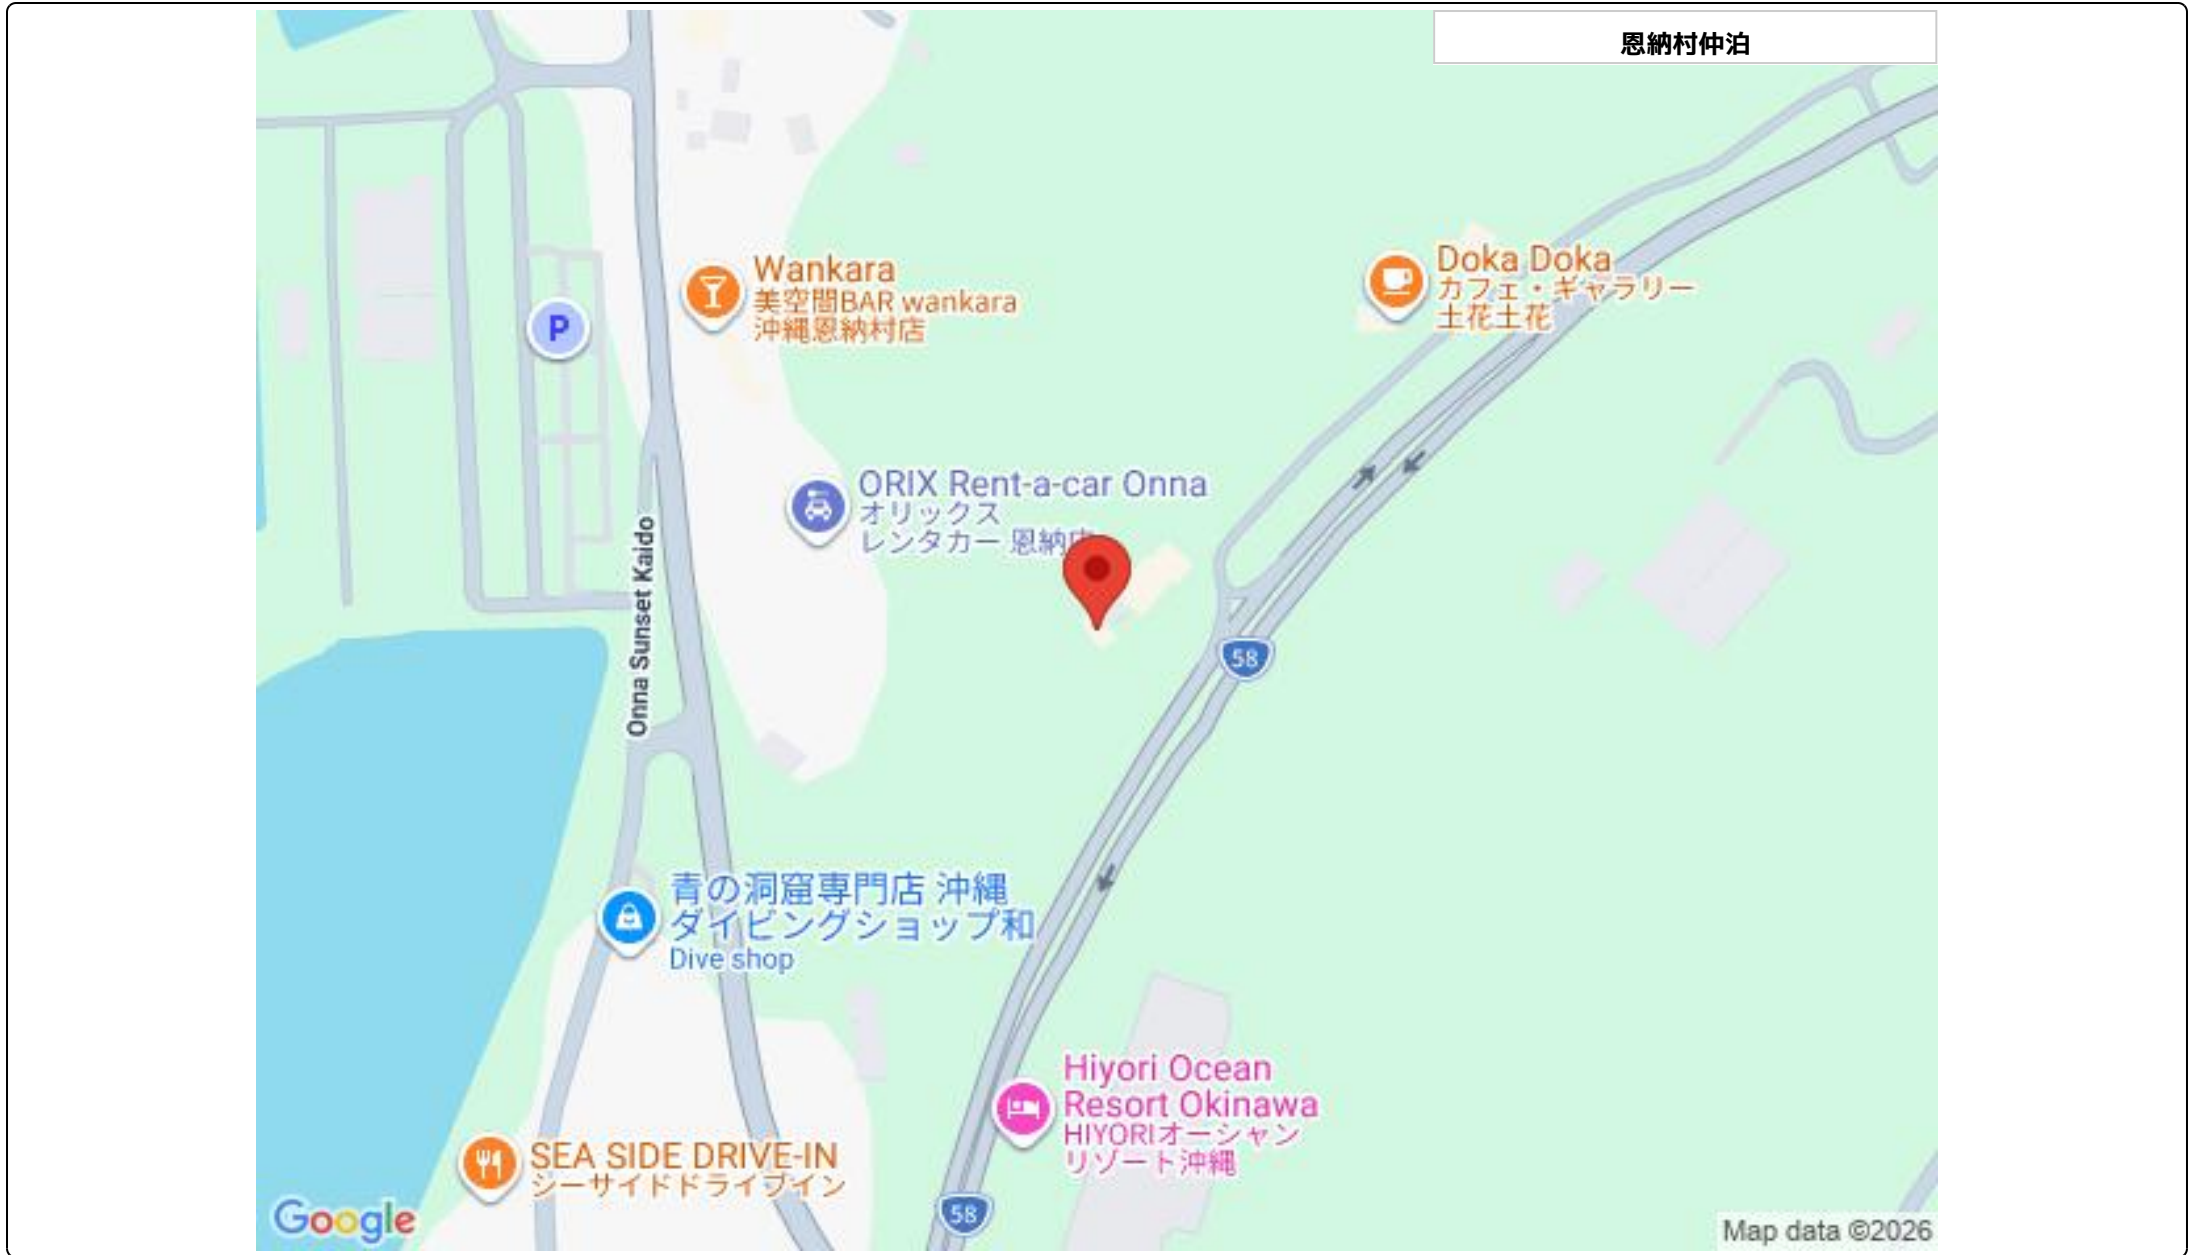 恩納村仲泊
Wankara
美空間BAR wankara
沖縄恩納村店
Doka Doka
カフェ・ギャラリー
土花土花
P
ORIX Rent-a-car Onna
オリックス
レンタカー 恩納店
Onna Sunset Kaido
58
青の洞窟専門店 沖縄
ダイビングショップ和
Dive shop
Hiyori Ocean
Resort Okinawa
HIYORIオーシャン
リゾート沖縄
SEA SIDE DRIVE-IN
シーサイドドライブイン
58
Google
Map data ©2026